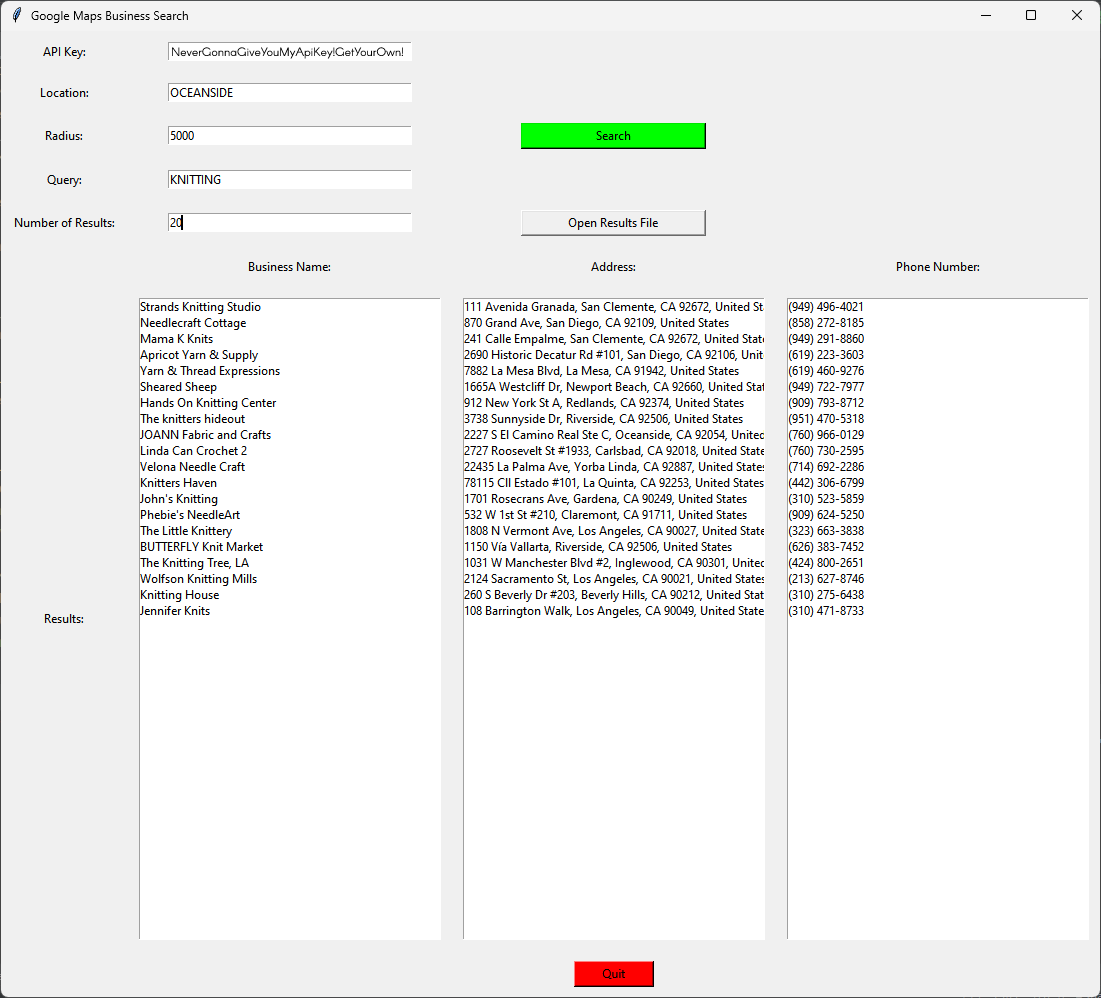 Google Maps Business Search
API Key: NeverGonnaGiveYouMyApiKey!GetYourOwn!
Location: OCEANSIDE
Radius: 5000 Search
Query: KNITTING
Number of Results: 20 Open Results File
Business Name: Address: Phone Number:
Strands Knitting Studio 111 Avenida Granada, San Clemente, CA 92672, United St (949) 496-4021
Needlecraft Cottage 870 Grand Ave, San Diego, CA 92109, United States (858) 272-8185
Mama K Knits 241 Calle Empalme, San Clemente, CA 92672, United Stat (949) 291-8860
Apricot Yarn & Supply 2690 Historic Decatur Rd #101, San Diego, CA 92106, Unit (619) 223-3603
Yarn & Thread Expressions 7882 La Mesa Blvd, La Mesa, CA 91942, United States (619) 460-9276
Sheared Sheep 1665A Westcliff Dr, Newport Beach, CA 92660, United Stat (949) 722-7977
Hands On Knitting Center 912 New York St A, Redlands, CA 92374, United States (909) 793-8712
The knitters hideout 3738 Sunnyside Dr, Riverside, CA 92506, United States (951) 470-5318
JOANN Fabric and Crafts 2227 S El Camino Real Ste C, Oceanside, CA 92054, United (760) 966-0129
Linda Can Crochet 2 2727 Roosevelt St #1933, Carlsbad, CA 92018, United State (760) 730-2595
Velona Needle Craft 22435 La Palma Ave, Yorba Linda, CA 92887, United States (714) 692-2286
Knitters Haven 78115 Cll Estado #101, La Quinta, CA 92253, United States (442) 306-6799
John's Knitting 1701 Rosecrans Ave, Gardena, CA 90249, United States (310) 523-5859
Phebie's NeedleArt 532 W 1st St #210, Claremont, CA 91711, United States (909) 624-5250
The Little Knittery 1808 N Vermont Ave, Los Angeles, CA 90027, United State (323) 663-3838
BUTTERFLY Knit Market 1150 Vía Vallarta, Riverside, CA 92506, United States (626) 383-7452
The Knitting Tree, LA 1031 W Manchester Blvd #2, Inglewood, CA 90301, United (424) 800-2651
Wolfson Knitting Mills 2124 Sacramento St, Los Angeles, CA 90021, United States (213) 627-8746
Knitting House 260 S Beverly Dr #203, Beverly Hills, CA 90212, United Stat (310) 275-6438
Jennifer Knits 108 Barrington Walk, Los Angeles, CA 90049, United State (310) 471-8733
Results:
Quit